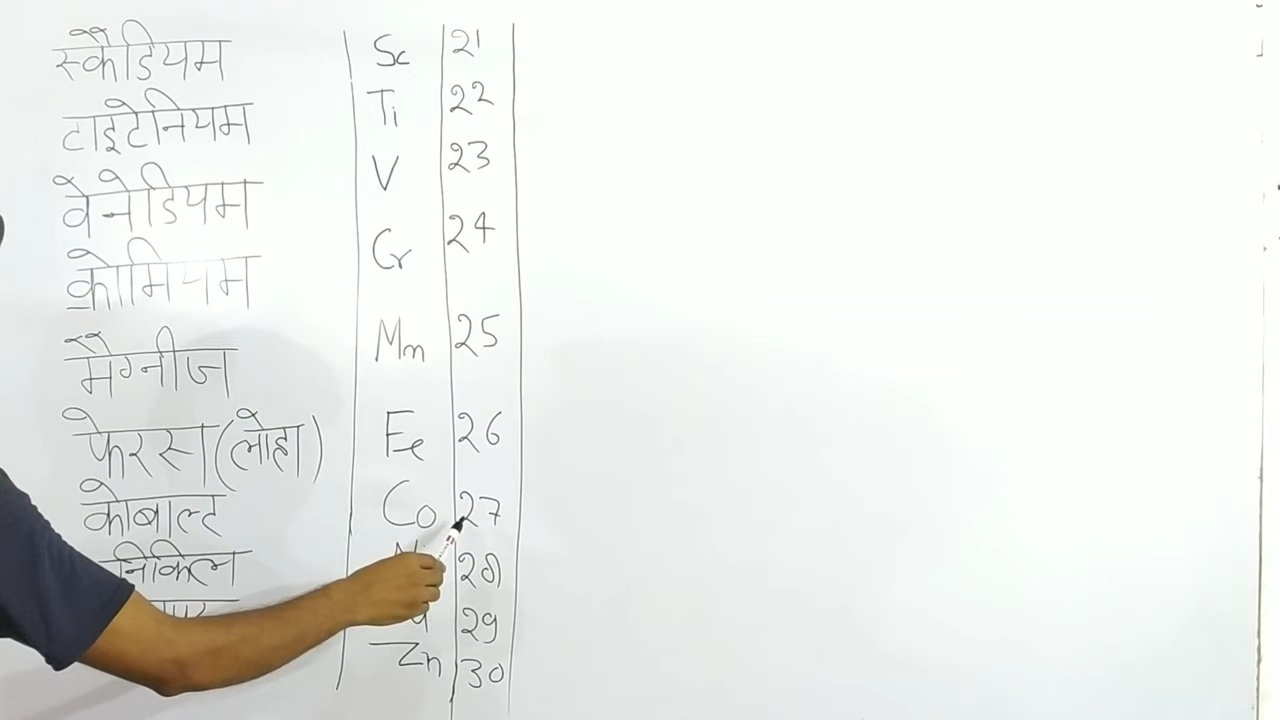 स्कैंडियम Sc 21
टाइटेनियम Ti 22
वेनेडियम V 23
क्रोमियम Cr 24
मैग्नीज Mn 25
फेरस (लोहा) Fe 26
कोबाल्ट Co 27
निकिल 28
29
Zn 30